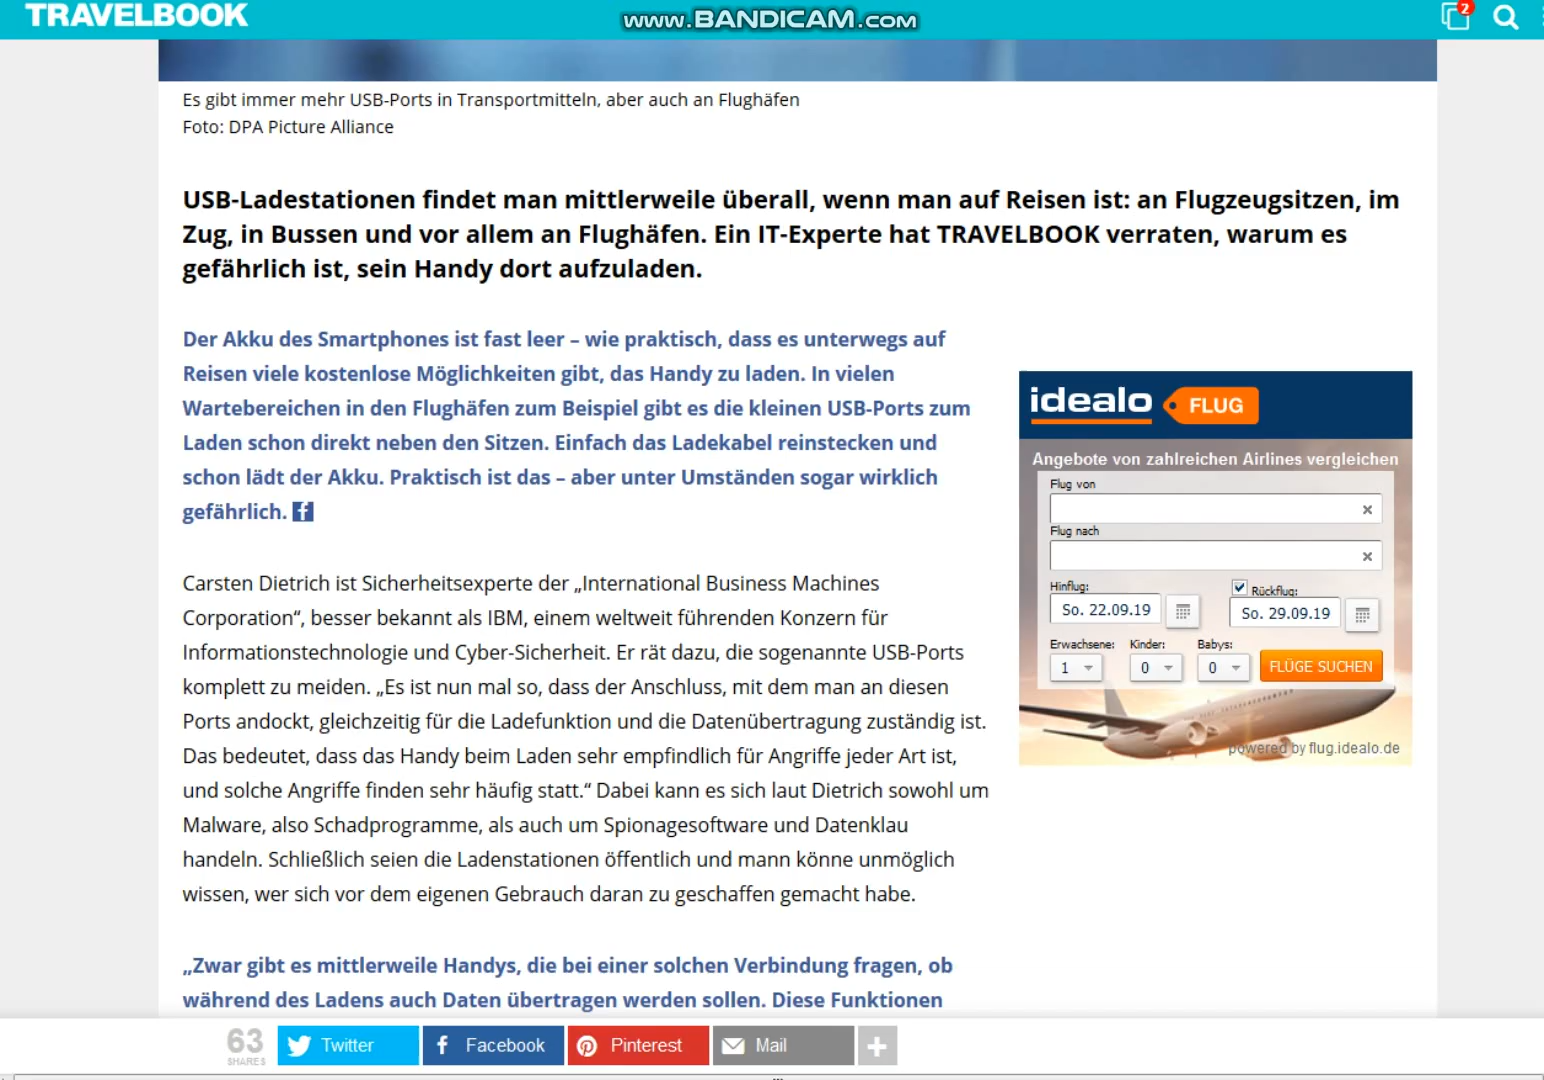 TRAVELBOOK
www.BANDICAM.com
2
Es gibt immer mehr USB-Ports in Transportmitteln, aber auch an Flughäfen
Foto: DPA Picture Alliance
USB-Ladestationen findet man mittlerweile überall, wenn man auf Reisen ist: an Flugzeugsitzen, im
Zug, in Bussen und vor allem an Flughäfen. Ein IT-Experte hat TRAVELBOOK verraten, warum es
gefährlich ist, sein Handy dort aufzuladen.
Der Akku des Smartphones ist fast leer – wie praktisch, dass es unterwegs auf
Reisen viele kostenlose Möglichkeiten gibt, das Handy zu laden. In vielen
Wartebereichen in den Flughäfen zum Beispiel gibt es die kleinen USB-Ports zum
Laden schon direkt neben den Sitzen. Einfach das Ladekabel reinstecken und
schon lädt der Akku. Praktisch ist das – aber unter Umständen sogar wirklich
gefährlich.
Carsten Dietrich ist Sicherheitsexperte der „International Business Machines
Corporation“, besser bekannt als IBM, einem weltweit führenden Konzern für
Informationstechnologie und Cyber-Sicherheit. Er rät dazu, die sogenannte USB-Ports
komplett zu meiden. „Es ist nun mal so, dass der Anschluss, mit dem man an diesen
Ports andockt, gleichzeitig für die Ladefunktion und die Datenübertragung zuständig ist.
Das bedeutet, dass das Handy beim Laden sehr empfindlich für Angriffe jeder Art ist,
und solche Angriffe finden sehr häufig statt.“ Dabei kann es sich laut Dietrich sowohl um
Malware, also Schadprogramme, als auch um Spionagesoftware und Datenklau
handeln. Schließlich seien die Ladenstationen öffentlich und mann könne unmöglich
wissen, wer sich vor dem eigenen Gebrauch daran zu geschaffen gemacht habe.
„Zwar gibt es mittlerweile Handys, die bei einer solchen Verbindung fragen, ob
während des Ladens auch Daten übertragen werden sollen. Diese Funktionen
idealo FLUG
Angebote von zahlreichen Airlines vergleichen
Flug von
Flug nach
Hinflug: Rückflug:
So. 22.09.19 So. 29.09.19
Erwachsene: Kinder: Babys:
1 0 0 FLÜGE SUCHEN
powered by flug.idealo.de
63
SHARES
Twitter Facebook Pinterest Mail